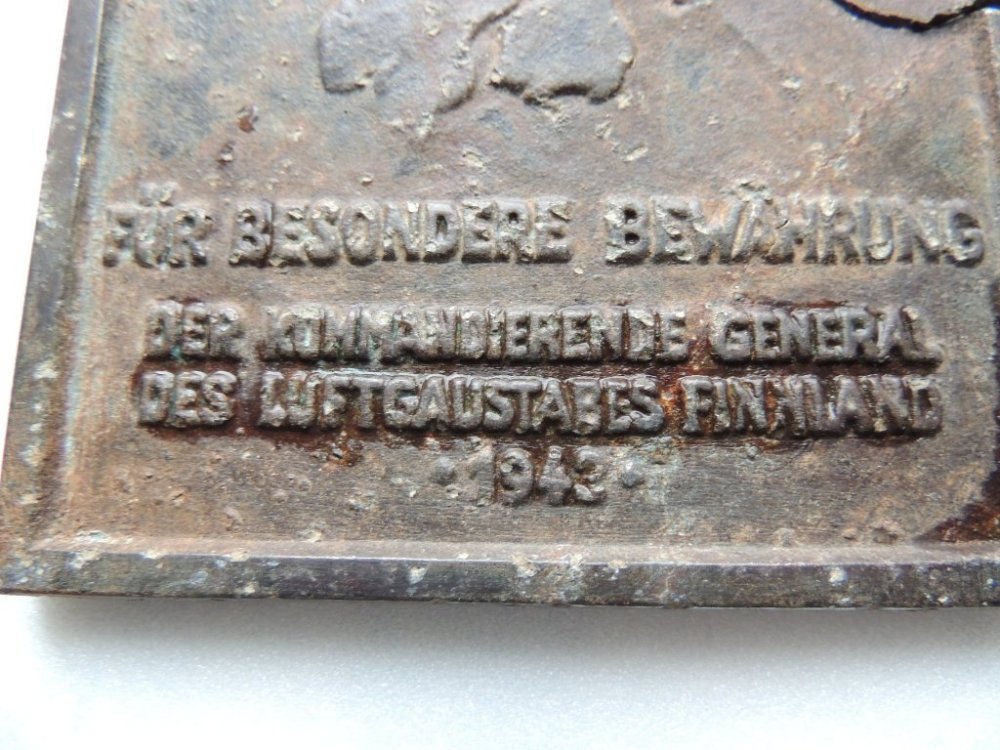 FÜR BESONDERE BEWÄHRUNG
DER KOMMANDIERENDE GENERAL
DES LUFTGAUSTABES FINNLAND
· 1943 ·